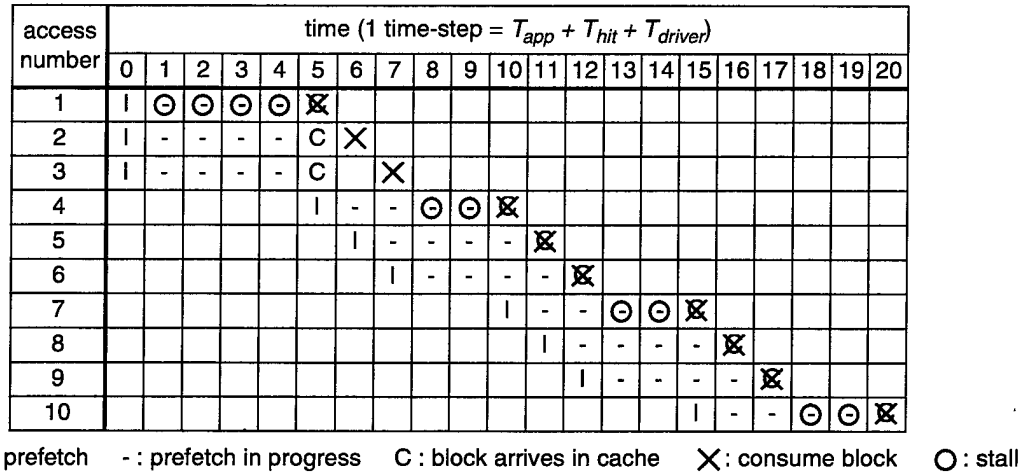 access number
time (1 time-step = T_app + T_hit + T_driver)
0 1 2 3 4 5 6 7 8 9 10 11 12 13 14 15 16 17 18 19 20
1 I - - - - C
2 I - - - - C X
3 I - - - - C X
4 I - - - - C
5 I - - - - C
6 I - - - - C
7 I - - - - C
8 I - - - - C
9 I - - - - C
10 I - - - - C
prefetch - : prefetch in progress C : block arrives in cache X : consume block O : stall